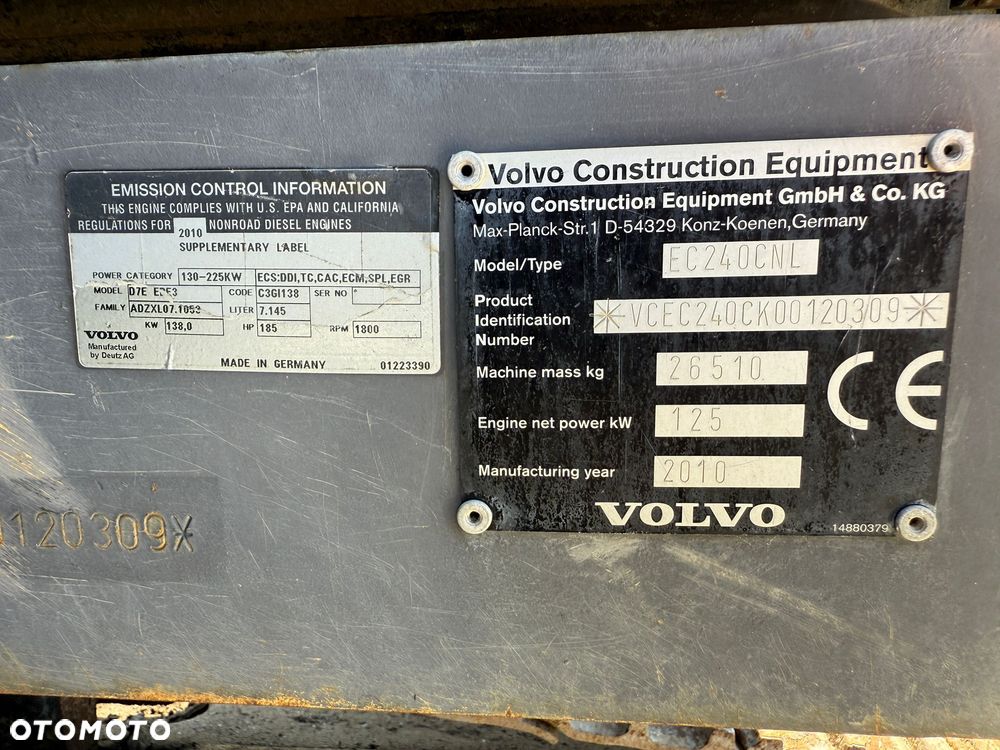 EMISSION CONTROL INFORMATION
THIS ENGINE COMPLIES WITH U.S. EPA AND CALIFORNIA
REGULATIONS FOR 2010 NONROAD DIESEL ENGINES
SUPPLEMENTARY LABEL
POWER CATEGORY 130-225KW ECS:DDI,TC,CAC,ECM,SPL,EGR
MODEL D7E CODE C3GI138 SER NO *
FAMILY ADZXL07.1053 LITER 7.145
KW 138,0 HP 185 RPM 1800
VOLVO
Manufactured
by Deutz AG
MADE IN GERMANY 01223390
Volvo Construction Equipment
Volvo Construction Equipment GmbH & Co. KG
Max-Planck-Str.1 D-54329 Konz-Koenen,Germany
Model/Type EC240CNL
Product
Identification
Number
*VCEC240CK00120309*
Machine mass kg 26510
Engine net power kW 125
CE
Manufacturing year 2010
VOLVO
14880379
0120309*
OTOMOTO